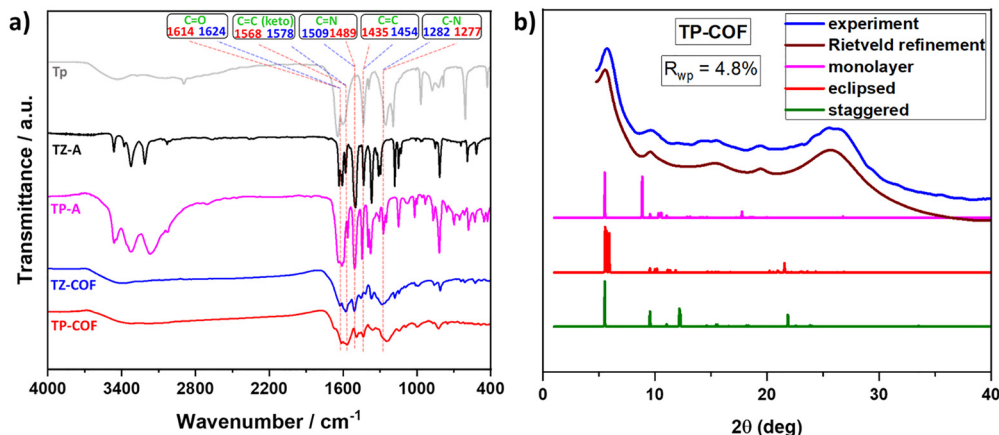 a)
C=O
1614 1624
C=C (keto)
1568 1578
C=N
1509 1489
C=C
1435 1454
C-N
1282 1277
Tp
TZ-A
TP-A
TZ-COF
TP-COF
Transmittance / a.u.
4000 3400 2800 2200 1600 1000 400
Wavenumber / cm⁻¹
b)
TP-COF
Rwp = 4.8%
experiment
Rietveld refinement
monolayer
eclipsed
staggered
0 10 20 30 40
2θ (deg)